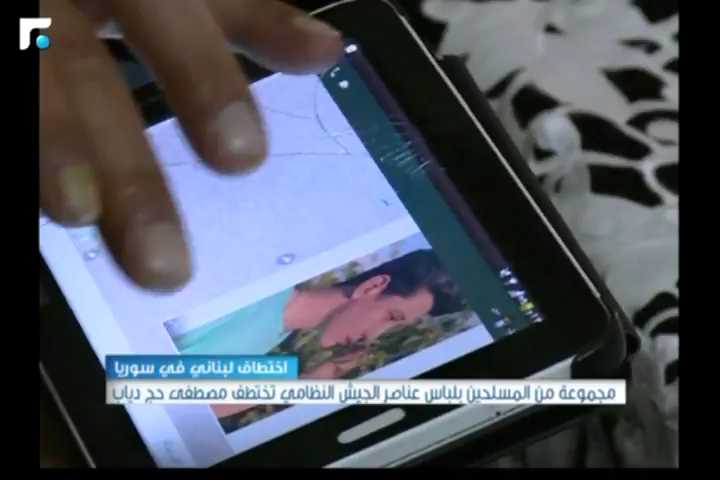 اختطاف لبناني في سوريا
مجموعة من المسلحين بلباس عناصر الجيش النظامي تختطف مصطفى حج دياب